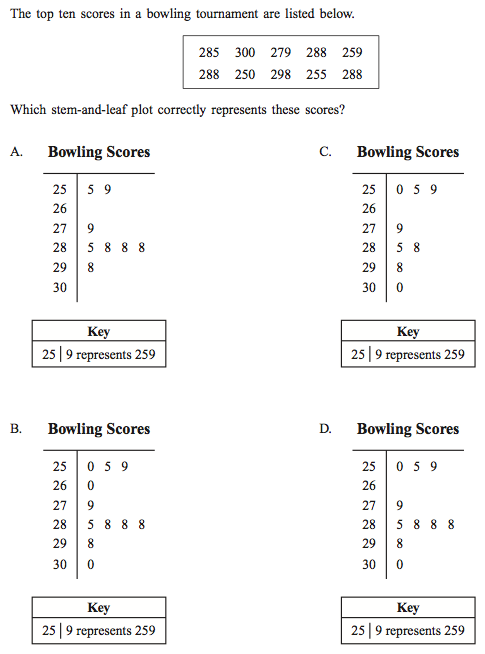 The top ten scores in a bowling tournament are listed below.
285 300 279 288 259
288 250 298 255 288
Which stem-and-leaf plot correctly represents these scores?
A. Bowling Scores
25 | 5 9
26 |
27 | 9
28 | 5 8 8 8
29 | 8
30 |
Key
25 | 9 represents 259
C. Bowling Scores
25 | 0 5 9
26 |
27 | 9
28 | 5 8
29 | 8
30 | 0
Key
25 | 9 represents 259
B. Bowling Scores
25 | 0 5 9
26 | 0
27 | 9
28 | 5 8 8 8
29 | 8
30 | 0
Key
25 | 9 represents 259
D. Bowling Scores
25 | 0 5 9
26 |
27 | 9
28 | 5 8 8 8
29 | 8
30 | 0
Key
25 | 9 represents 259